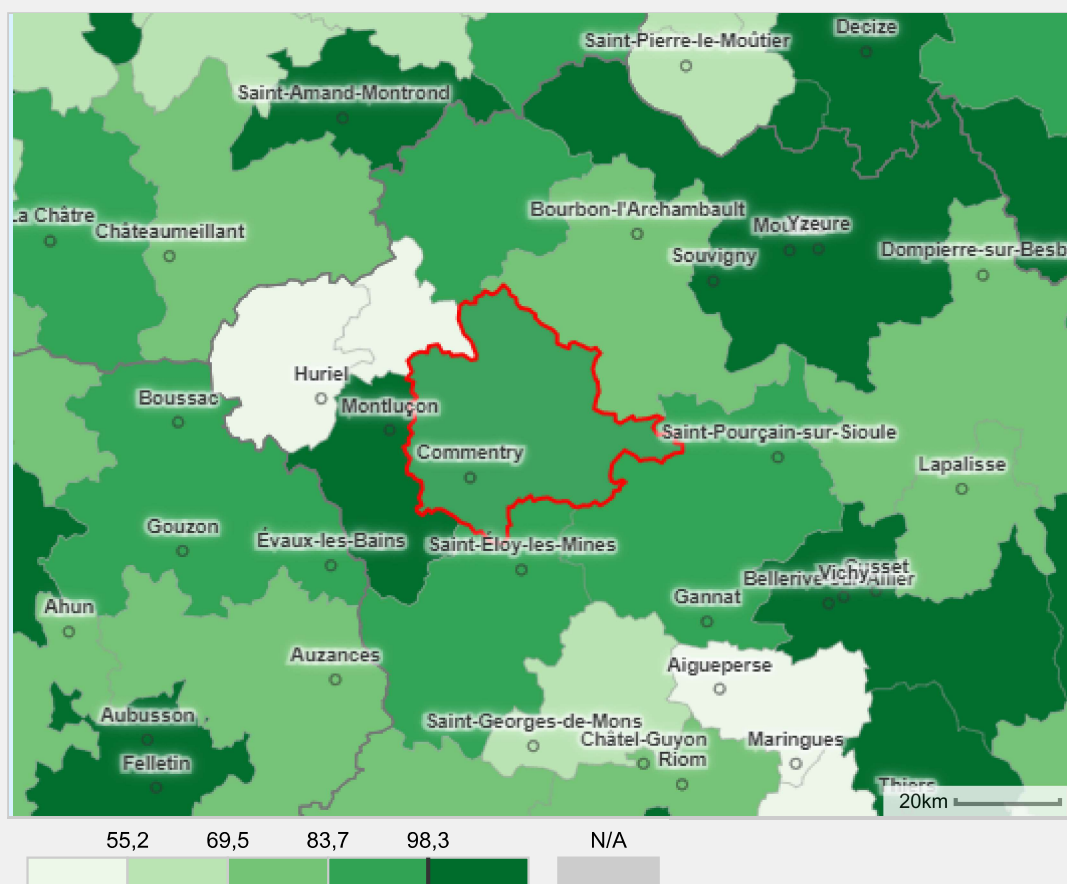 Decize
Saint-Pierre-le-Moûtier
Saint-Amand-Montrond
Bourbon-l'Archambault
La Châtre
Châteaumeillant
Yzeure
Dompierre-sur-Besb
Souvigny
Huriel
Boussac
Montluçon
Saint-Pourçain-sur-Sioule
Commentry
Lapalisse
Gouzon
Évaux-les-Bains
Saint-Éloy-les-Mines
Cusset
Vichy
Gannat
Ahun
Auzances
Aigueperse
Aubusson
Saint-Georges-de-Mons
Châtel-Guyon
Maringues
Riom
Felletin
Thiers
20km
55,2 69,5 83,7 98,3 N/A